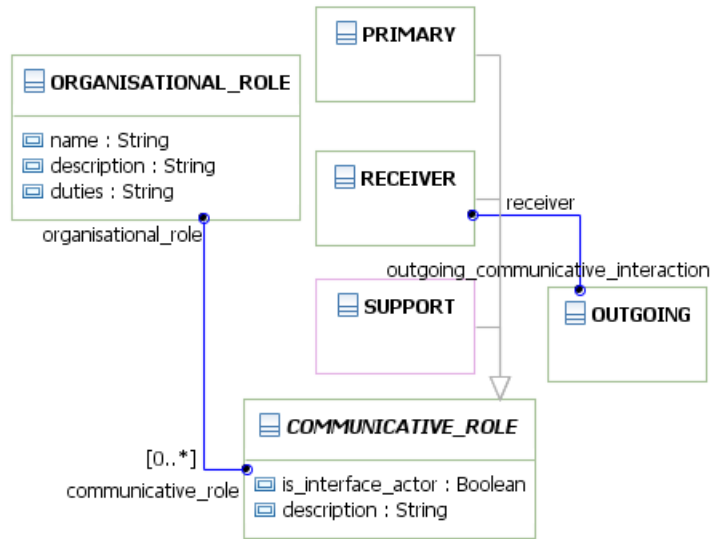 PRIMARY
ORGANISATIONAL_ROLE
name : String
description : String
duties : String
RECEIVER
receiver
organisational_role
outgoing_communicative_interaction
SUPPORT
OUTGOING
COMMUNICATIVE_ROLE
[0..*]
communicative_role
is_interface_actor : Boolean
description : String